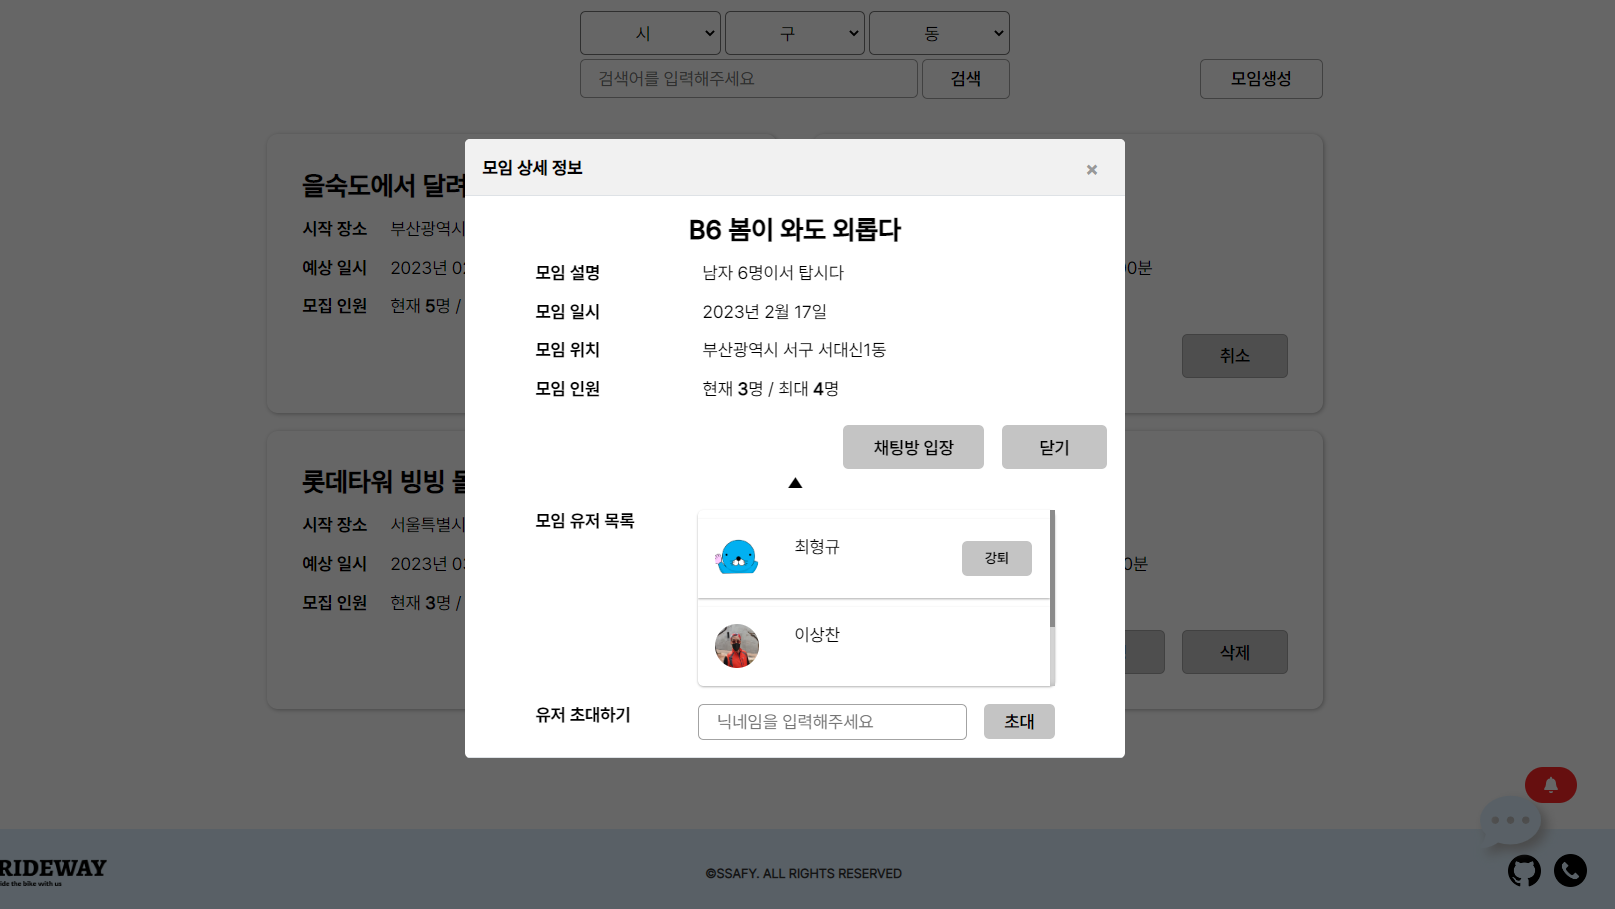 시 구 동
검색어를 입력해주세요 검색 모임생성
을숙도에서 달려
시작 장소 부산광역시
예상 일시 2023년 0
모집 인원 현재 5명 /
0분
취소
롯데타워 빙빙 돌
시작 장소 서울특별시
예상 일시 2023년 0
모집 인원 현재 3명 /
0분
삭제
모임 상세 정보 ×
B6 봄이 와도 외롭다
모임 설명 남자 6명이서 탑시다
모임 일시 2023년 2월 17일
모임 위치 부산광역시 서구 서대신1동
모임 인원 현재 3명 / 최대 4명
채팅방 입장 닫기
▲
모임 유저 목록
최형규 강퇴
이상찬
유저 초대하기 닉네임을 입력해주세요 초대
RIDEWAY
ide the bike with us
©SSAFY. ALL RIGHTS RESERVED